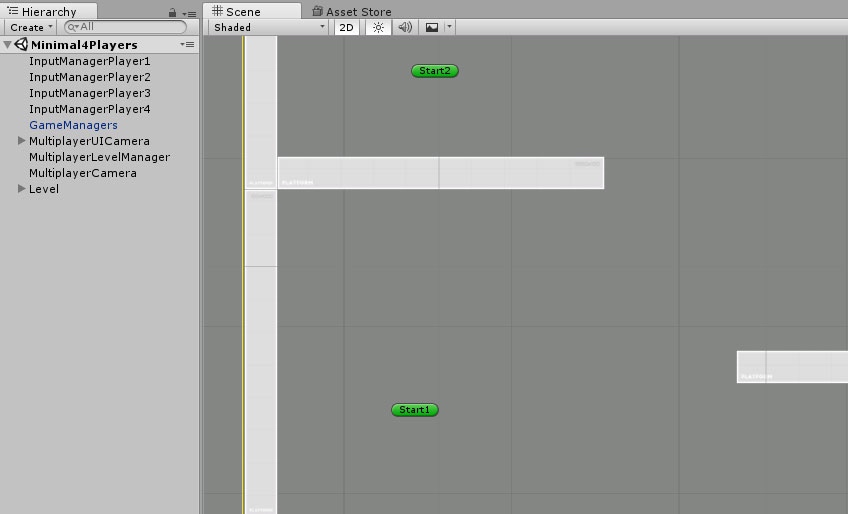 Hierarchy
Create
All
Minimal4Players
InputManagerPlayer1
InputManagerPlayer2
InputManagerPlayer3
InputManagerPlayer4
GameManagers
MultiplayerUICamera
MultiplayerLevelManager
MultiplayerCamera
Level
Scene
Asset Store
Shaded
2D
Start2
PLATFORM
PLATFORM
PLATFORM
Start1
PLATFORM